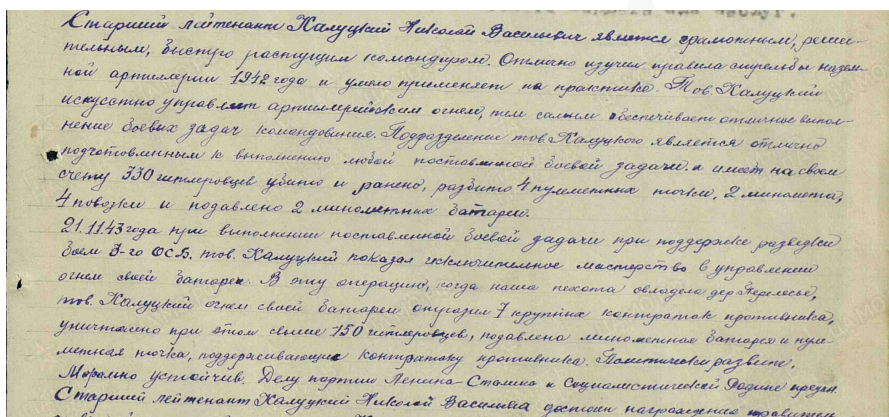 Старший лейтенант Калуцкий Николай Васильевич является грамотным, реши-
тельным, быстро растущим командиром. Отлично изучил правила стрельбы назем-
ной артиллерии 1942 года и умело применяет на практике. Тов. Калуцкий
искусстно управляет артиллерийским огнем, тем самым обеспечивает отличное выпол-
нение боевых задач командования. Подразделение тов. Калуцкого является отлично
подготовленным к выполнению любой поставленной боевой задачи и имеет на своем
счету 330 гитлеровцев убито и ранено, разбито 4 пулеметных точки, 2 миномета,
4 повозки и подавлено 2 минометных батареи.
21.11.43 года при выполнении поставленной боевой задачи при поддержке разведки
боем 3-го ОСБ, тов. Калуцкий показал исключительное мастерство в управлении
огнем своей батареи. В эту операцию, когда наша пехота овладела дер. Жерелосье,
тов. Калуцкий огнем своей батареи 7 крупных контратак противника,
уничтожено при этом свыше 150 гитлеровцев, подавлена минометная батарея и пуле-
метная точка, поддерживающие контратаку противника. Политически развит.
Морально устойчив. Делу партии Ленина-Сталина и Социалистической Родине предан.
Старший лейтенант Калуцкий Николай Васильевич достоин награждения